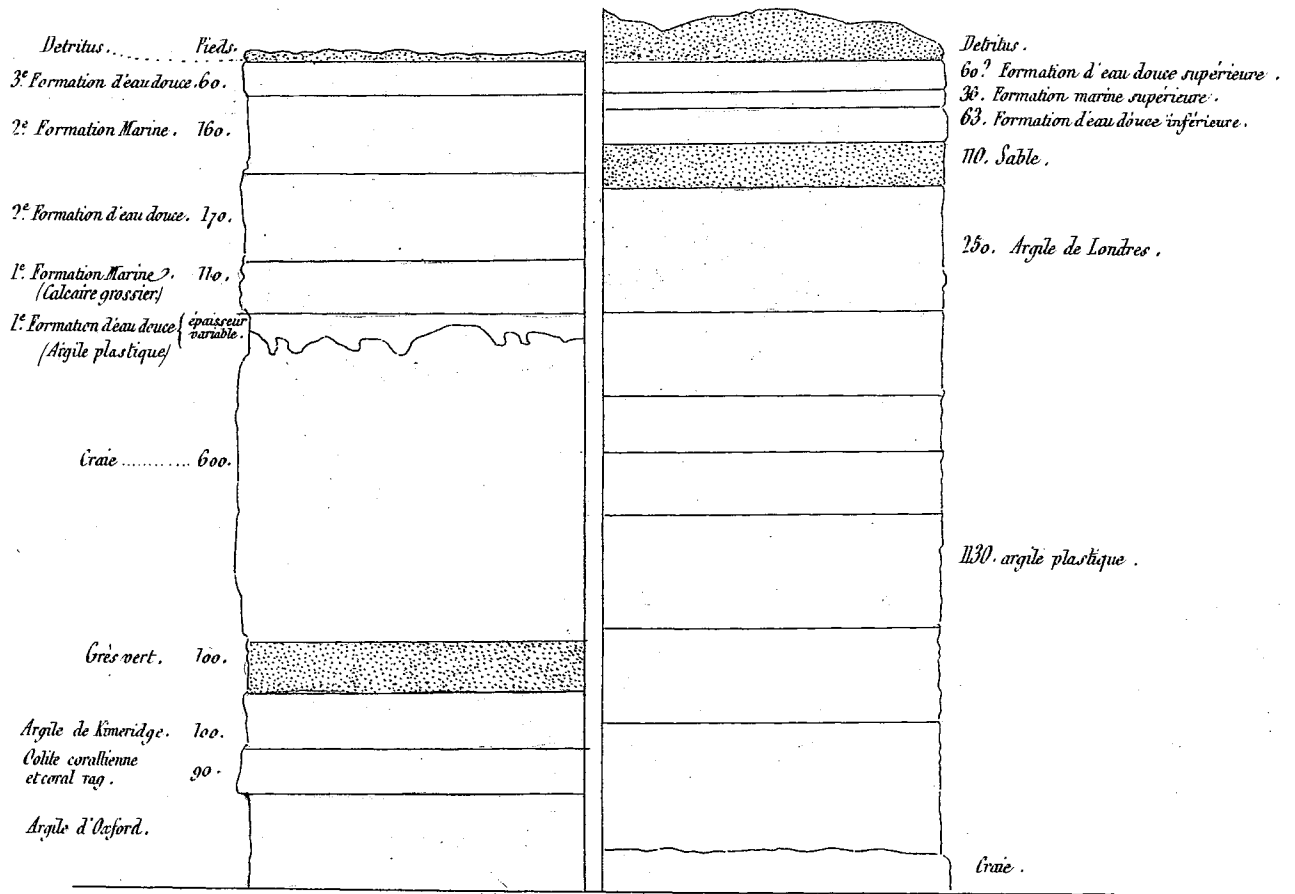 Detritus. Pieds.
3e Formation d'eau douce. 60.
2e Formation Marine. 160.
2e Formation d'eau douce. 170.
1e Formation Marine. 110.
(Calcaire grossier)
1e Formation d'eau douce { épaisseur variable.
(Argile plastique)
Craie ........... 600.
Grès vert. 100.
Argile de Kimeridge. 100.
Oolite corallienne
et coral rag. 90.
Argile d'Oxford.
Detritus.
60? Formation d'eau douce supérieure.
36. Formation marine supérieure.
63. Formation d'eau douce inférieure.
110. Sable.
250. Argile de Londres.
1130. argile plastique.
Craie.